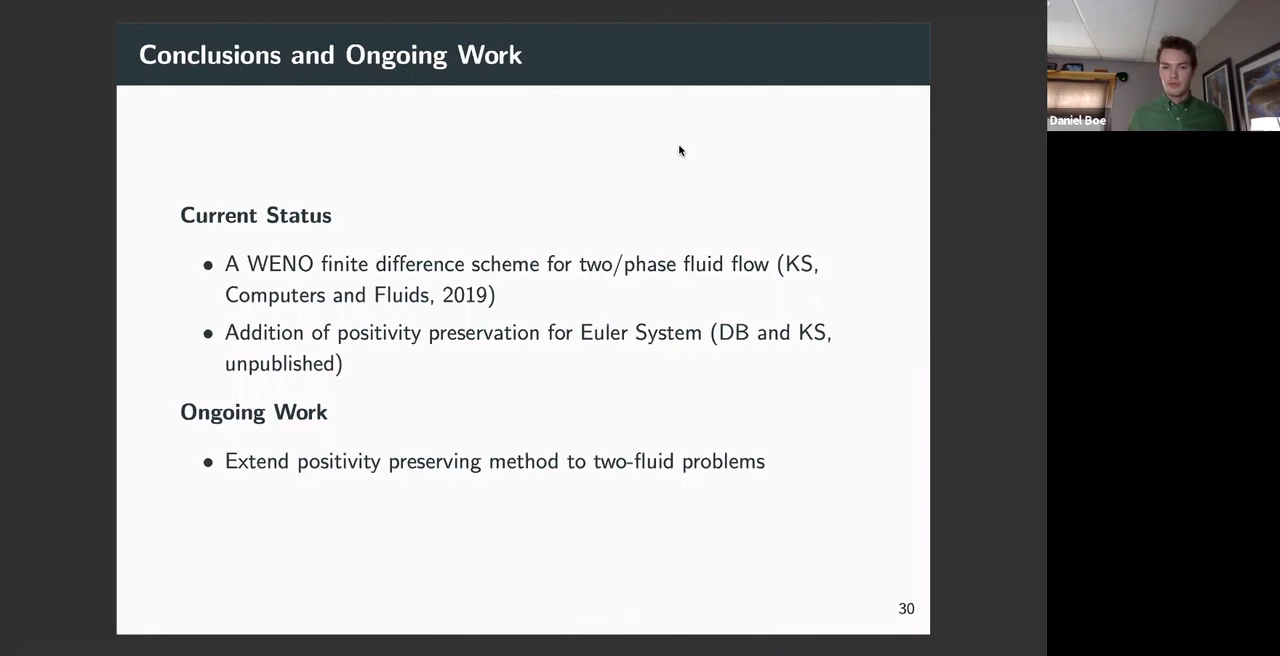 Conclusions and Ongoing Work
Daniel Boe
Current Status
• A WENO finite difference scheme for two/phase fluid flow (KS,
Computers and Fluids, 2019)
• Addition of positivity preservation for Euler System (DB and KS,
unpublished)
Ongoing Work
• Extend positivity preserving method to two-fluid problems
30